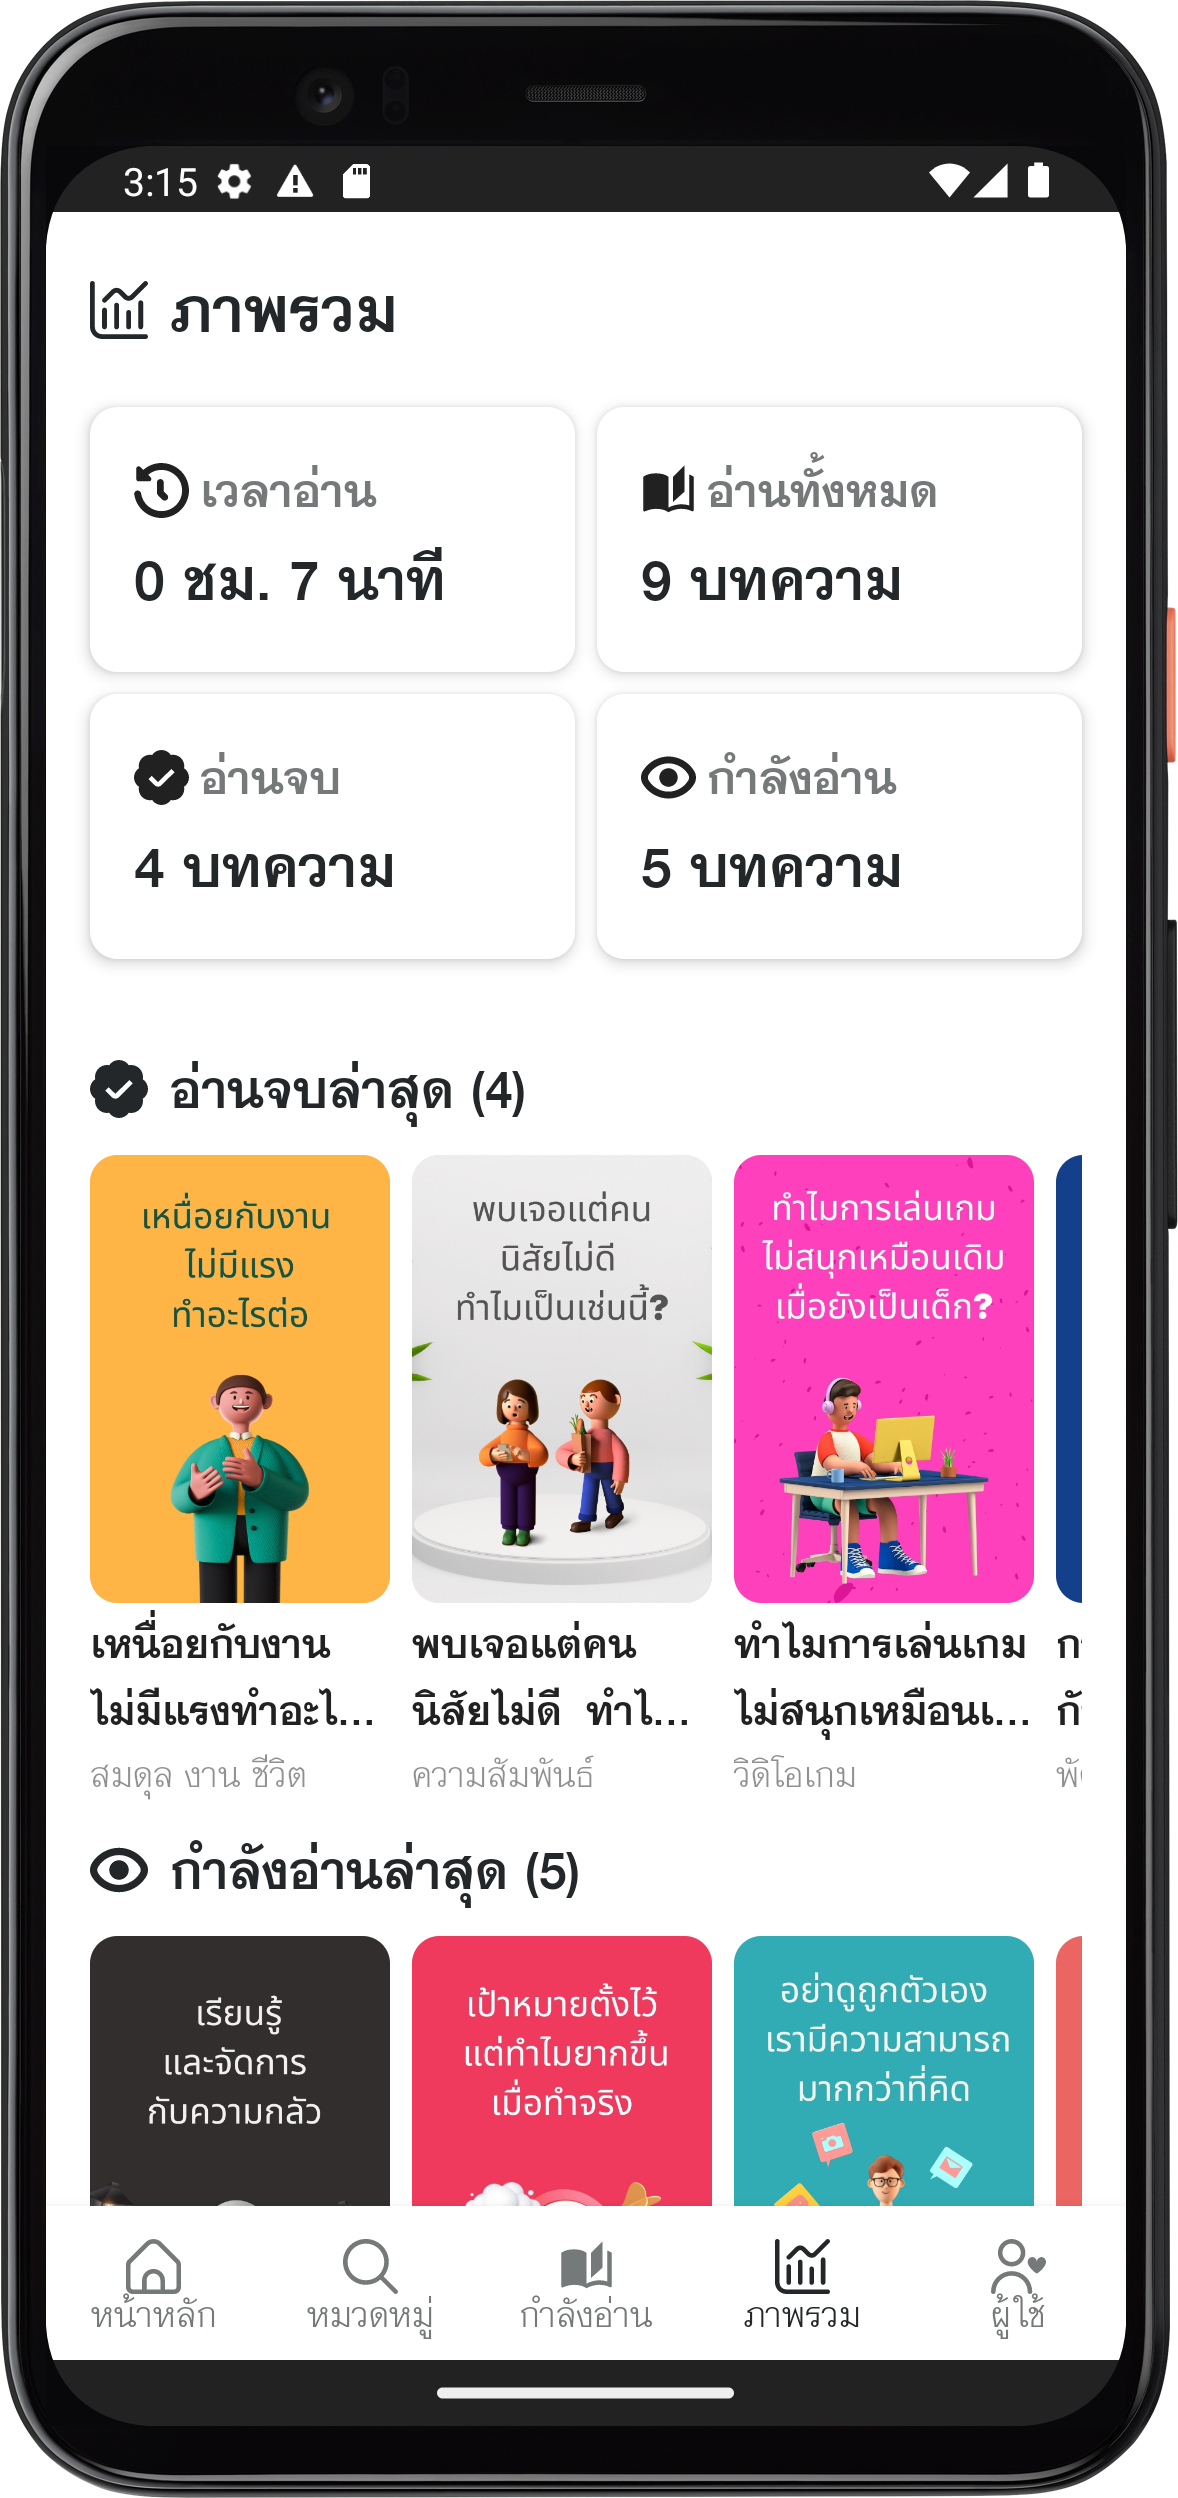 3:15
ภาพรวม
เวลาอ่าน
0 ชม. 7 นาที
อ่านทั้งหมด
9 บทความ
อ่านจบ
4 บทความ
กำลังอ่าน
5 บทความ
อ่านจบล่าสุด (4)
เหนื่อยกับงาน
ไม่มีแรง
ทำอะไรต่อ
พบเจอแต่คน
นิสัยไม่ดี
ทำไมเป็นเช่นนี้?
ทำไมการเล่นเกม
ไม่สนุกเหมือนเดิม
เมื่อยังเป็นเด็ก?
เหนื่อยกับงาน
ไม่มีแรงทำอะไ...
สมดุล งาน ชีวิต
พบเจอแต่คน
นิสัยไม่ดี ทำไ...
ความสัมพันธ์
ทำไมการเล่นเกม
ไม่สนุกเหมือนเ...
วิดิโอเกม
กำลังอ่านล่าสุด (5)
เรียนรู้
และจัดการ
กับความกลัว
เป้าหมายตั้งไว้
แต่ทำไมยากขึ้น
เมื่อทำจริง
อย่าดูถูกตัวเอง
เรามีความสามารถ
มากกว่าที่คิด
หน้าหลัก
หมวดหมู่
กำลังอ่าน
ภาพรวม
ผู้ใช้